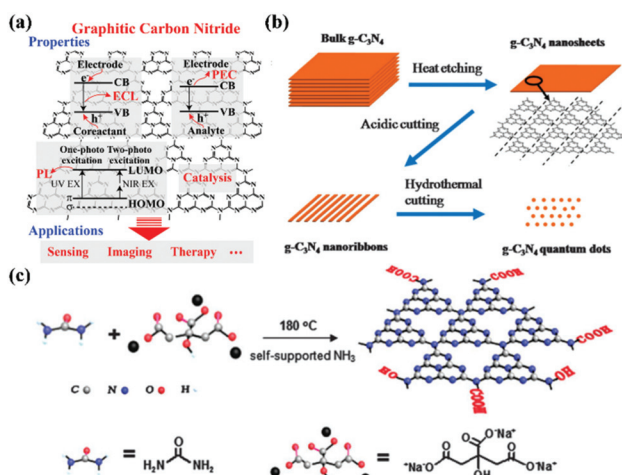 (a)
Graphitic Carbon Nitride
Properties
Electrode
e⁻
CB
ECL
VB
h⁺
Coreactant
Electrode
e⁻
PEC
CB
VB
h⁺
Analyte
One-photo excitation
Two-photo excitation
PL
UV EX
NIR EX
LUMO
π
HOMO
Catalysis
Applications
Sensing Imaging Therapy •••
(b)
Bulk g-C₃N₄
Heat etching
g-C₃N₄ nanosheets
Acidic cutting
Hydrothermal cutting
g-C₃N₄ nanoribbons
g-C₃N₄ quantum dots
(c)
+
180 °C
self-supported NH₃
COOH
COOH
COOH
COOH
HO
OH
COOH
C N O H
=
O
H₂N NH₂
=
O O⁻Na⁺
O O
⁺Na⁻O OH O⁻Na⁺